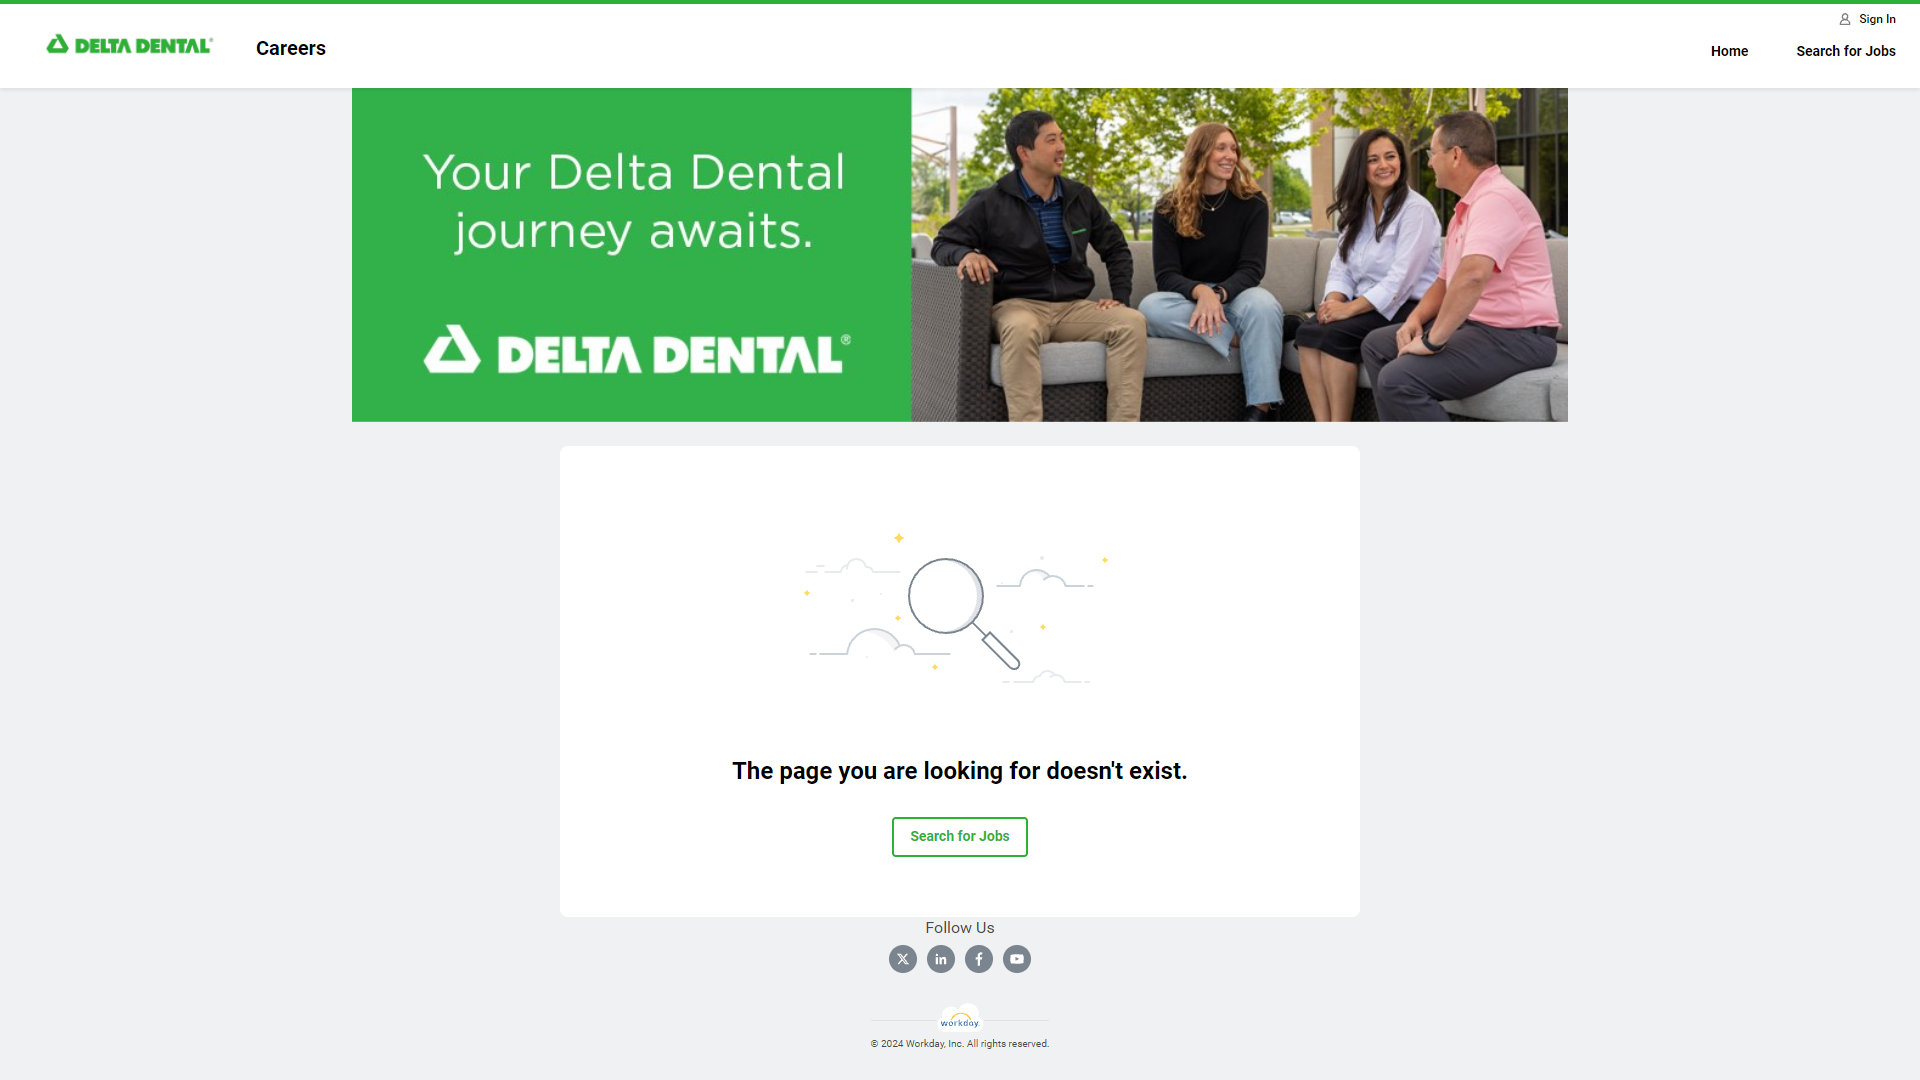 Sign In
DELTA DENTAL®
Careers
Home
Search for Jobs
Your Delta Dental
journey awaits.
DELTA DENTAL®
The page you are looking for doesn't exist.
Search for Jobs
Follow Us
workday.
© 2024 Workday, Inc. All rights reserved.